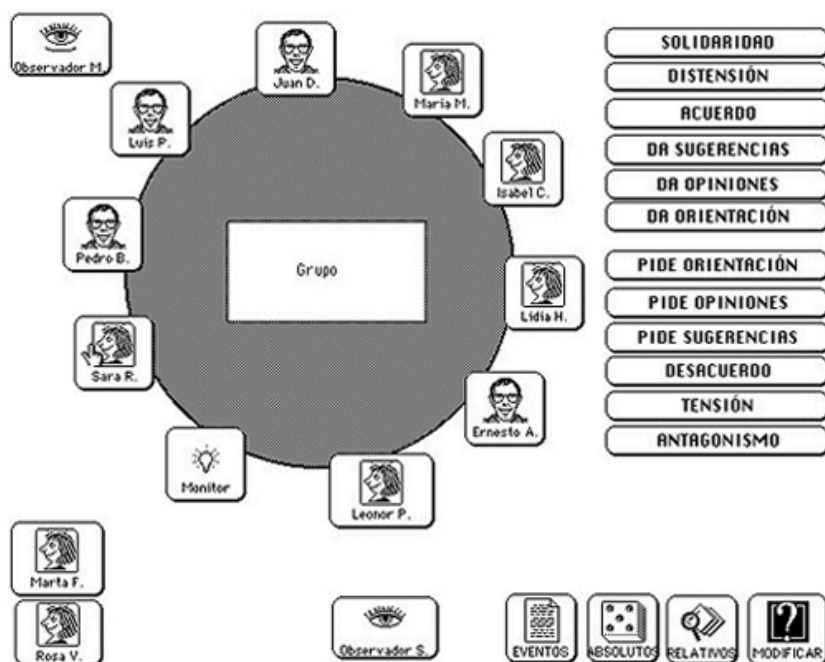 Observador M.
Juan D.
María M.
Luis P.
Isabel C.
Pedro B.
Grupo
Lidia H.
Sara R.
Ernesto A.
Monitor
Leonor P.
Marta F.
Rosa V.
Observador S.
SOLIDARIDAD
DISTENSIÓN
ACUERDO
DA SUGERENCIAS
DA OPINIONES
DA ORIENTACIÓN
PIDE ORIENTACIÓN
PIDE OPINIONES
PIDE SUGERENCIAS
DESACUERDO
TENSIÓN
ANTAGONISMO
EVENTOS
ABSOLUTOS
RELATIVOS
MODIFICAR